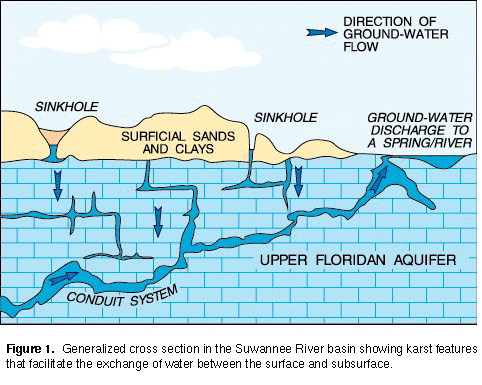 DIRECTION OF
GROUND-WATER
FLOW
SINKHOLE
SINKHOLE
GROUND-WATER
DISCHARGE TO
A SPRING/RIVER
SURFICIAL SANDS
AND CLAYS
UPPER FLORIDAN AQUIFER
CONDUIT SYSTEM
Figure 1. Generalized cross section in the Suwannee River basin showing karst features
that facilitate the exchange of water between the surface and subsurface.